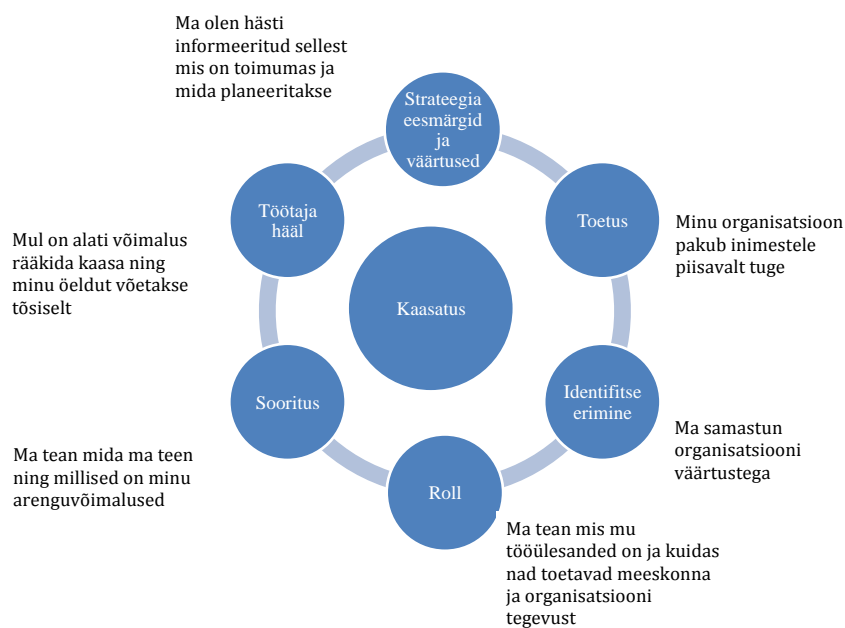 Ma olen hästi
informeeritud sellest
mis on toimumas ja
mida planeeritakse
Strateegia
eesmärgid
ja
väärtused
Töötaja
hääl
Toetus
Minu organisatsioon
pakub inimestele
piisavalt tuge
Mul on alati võimalus
rääkida kaasa ning
minu öeldut võetakse
tõsiselt
Kaasatus
Sooritus
Identifitse
erimine
Ma samastun
organisatsiooni
väärtustega
Ma tean mida ma teen
ning millised on minu
arenguvõimalused
Roll
Ma tean mis mu
tööülesanded on ja kuidas
nad toetavad meeskonna
ja organisatsiooni
tegevust